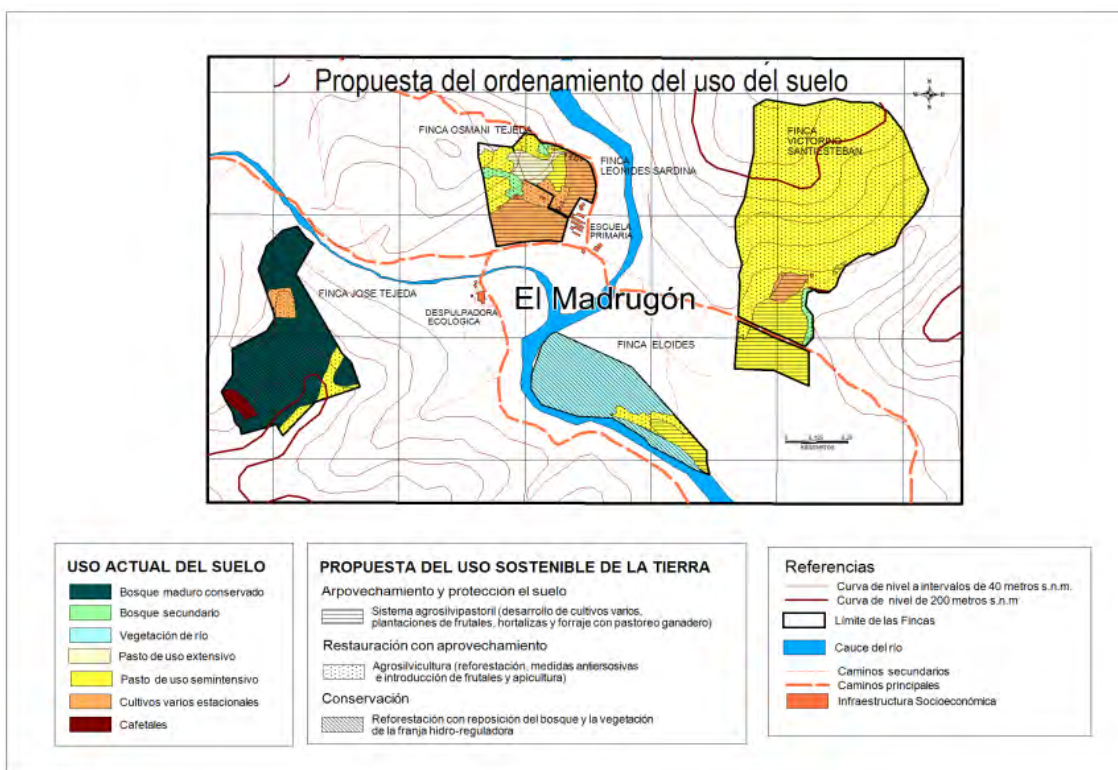 Propuesta del ordenamiento del uso del suelo
FINCA OSMANI TEJEDA
FINCA
VICTORINO
SANTIESTEBAN
FINCA
LEONIDES SARDINA
ESCUELA
PRIMARIA
FINCA JOSE TEJEDA
El Madrugón
DESPULPADORA
ECOLOGICA
FINCA ELOIDES
USO ACTUAL DEL SUELO
Bosque maduro conservado
Bosque secundario
Vegetación de río
Pasto de uso extensivo
Pasto de uso semintensivo
Cultivos varios estacionales
Cafetales
PROPUESTA DEL USO SOSTENIBLE DE LA TIERRA
Arpovechamiento y protección el suelo
Sistema agrosilvipastoril (desarrollo de cultivos varios,
plantaciones de frutales, hortalizas y forraje con pastoreo ganadero)
Restauración con aprovechamiento
Agrosilvicultura (reforestación, medidas antiersosivas
e introducción de frutales y apicultura)
Conservación
Reforestación con reposición del bosque y la vegetación
de la franja hidro-reguladora
Referencias
Curva de nivel a intervalos de 40 metros s.n.m.
Curva de nivel de 200 metros s.n.m
Límite de las Fincas
Cauce del río
Caminos secundarios
Caminos principales
Infraestructura Socioeconómica